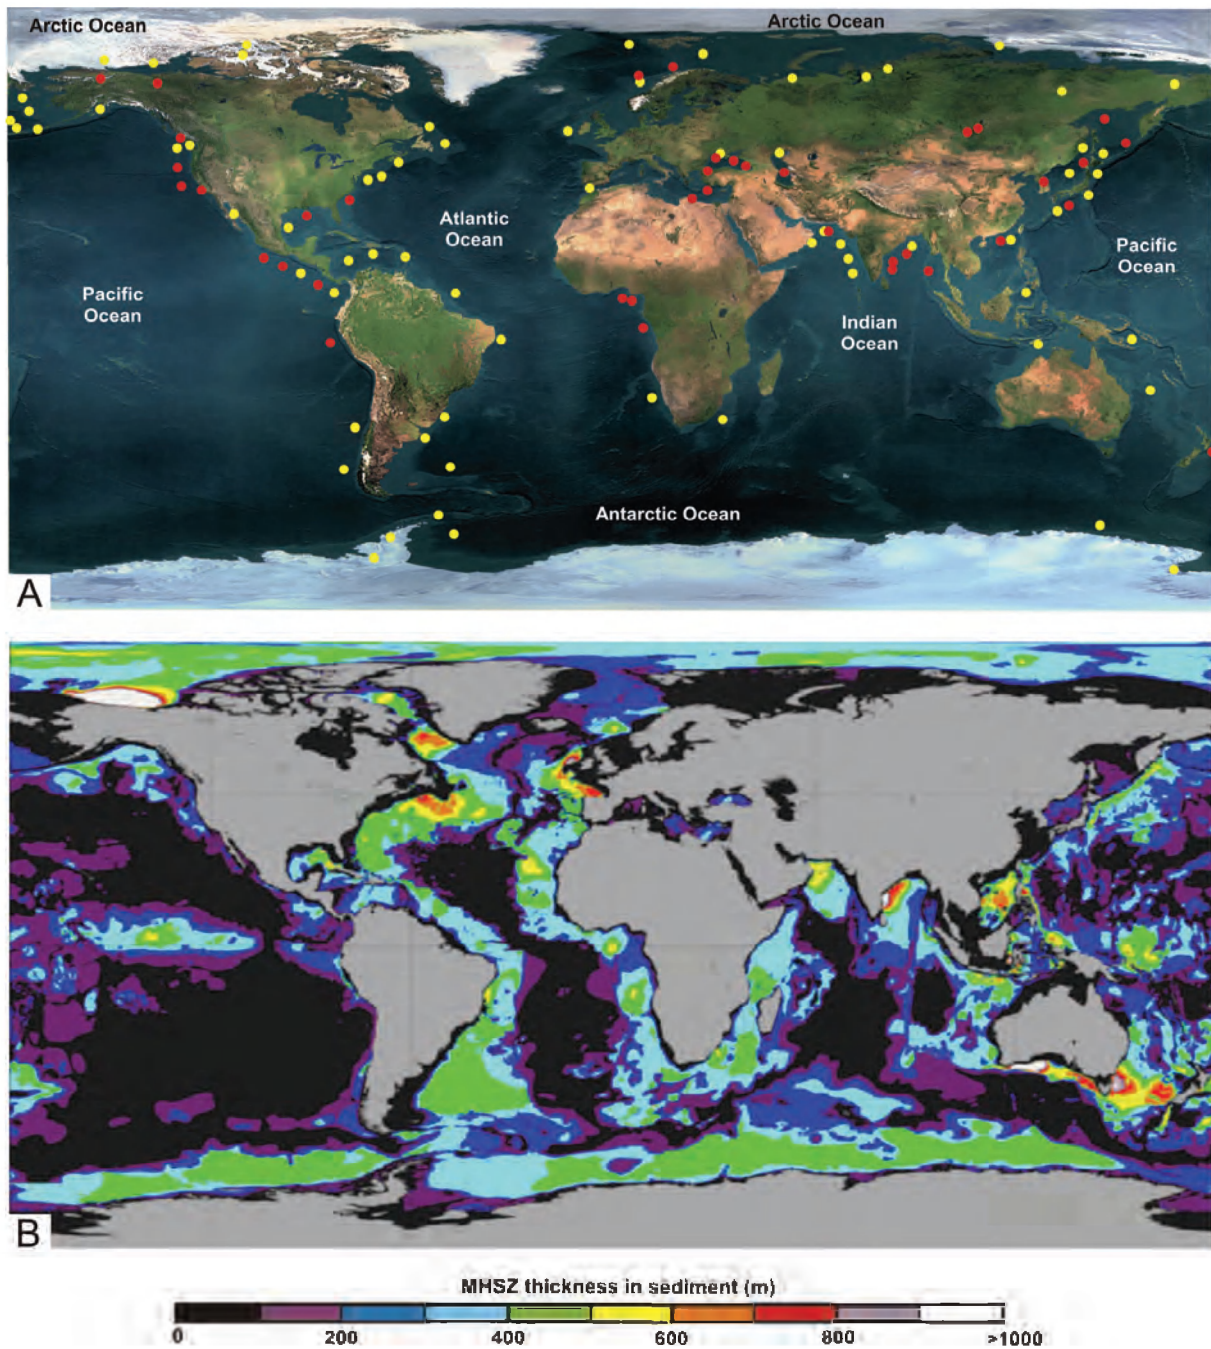 Arctic Ocean
Arctic Ocean
Atlantic
Ocean
Pacific
Ocean
Pacific
Ocean
Indian
Ocean
Antarctic Ocean
A
B
MHSZ thickness in sediment (m)
0 200 400 600 800 >1000